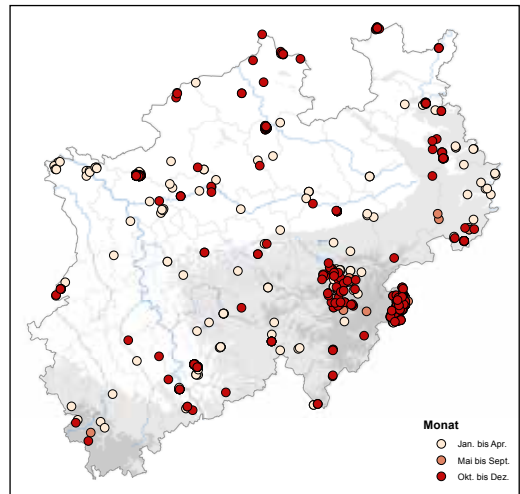 Monat
Jan. bis Apr.
Mai bis Sept.
Okt. bis Dez.